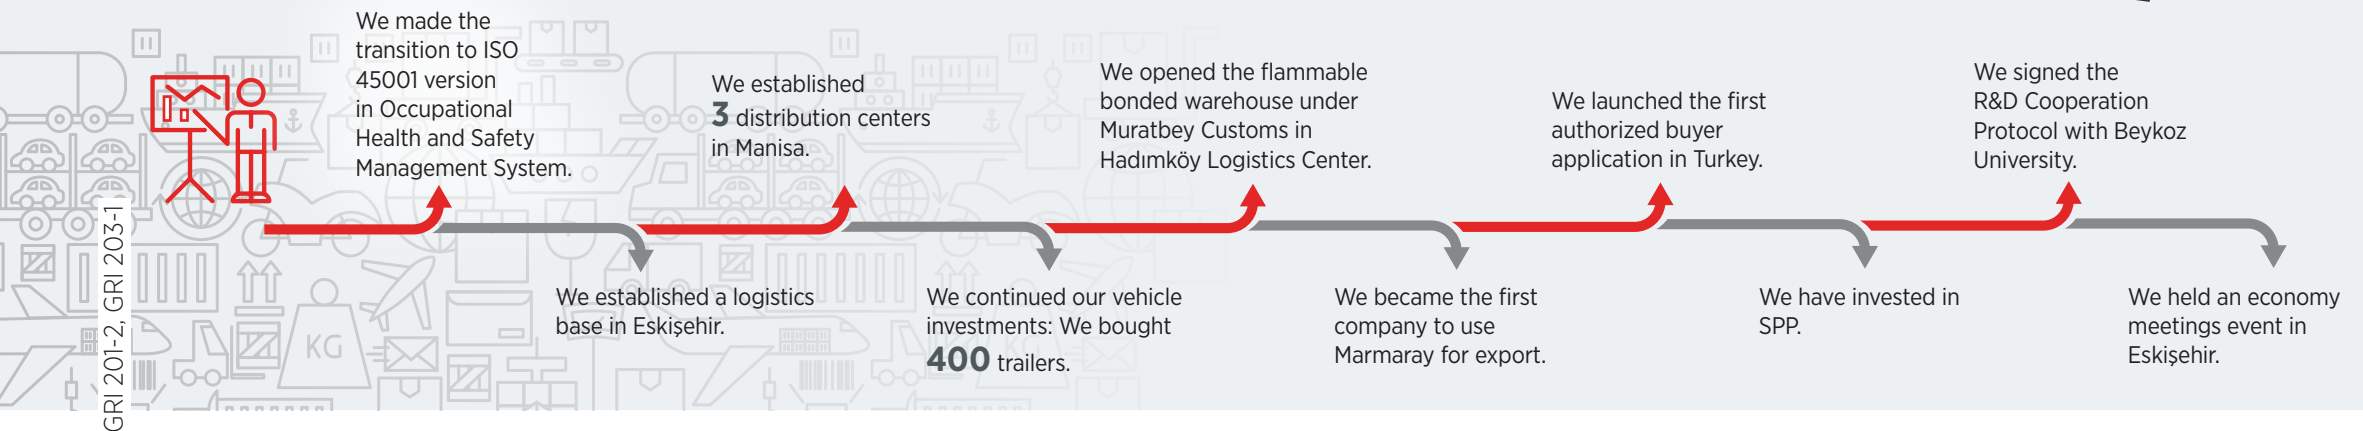 We made the
transition to ISO
45001 version
in Occupational
Health and Safety
Management System.
We established a logistics
base in Eskişehir.
We established
3 distribution centers
in Manisa.
We continued our vehicle
investments: We bought
400 trailers.
We opened the flammable
bonded warehouse under
Muratbey Customs in
Hadımköy Logistics Center.
We became the first
company to use
Marmaray for export.
We launched the first
authorized buyer
application in Turkey.
We have invested in
SPP.
We signed the
R&D Cooperation
Protocol with Beykoz
University.
We held an economy
meetings event in
Eskişehir.
KG
GRI 201-2, GRI 203-1